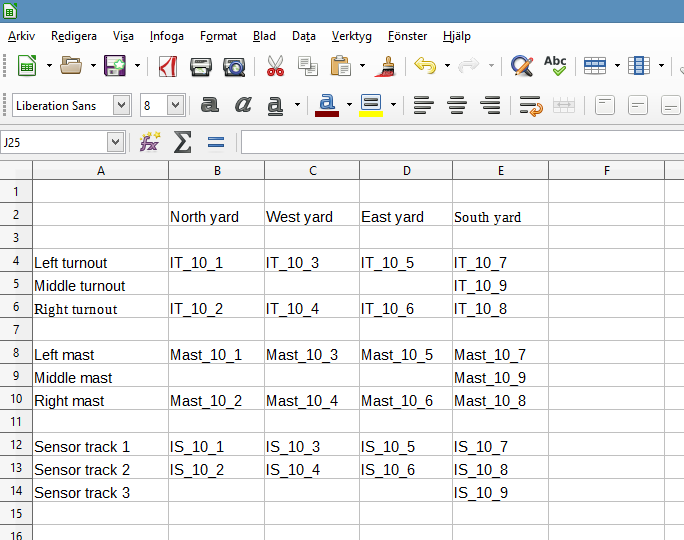 Arkiv Redigera Visa Infoga Format Blad Data Verktyg Fönster Hjälp
Abc
Liberation Sans 8 a a a a
J25 fx Σ =
A B C D E F
1
2 North yard West yard East yard South yard
3
4 Left turnout IT_10_1 IT_10_3 IT_10_5 IT_10_7
5 Middle turnout IT_10_9
6 Right turnout IT_10_2 IT_10_4 IT_10_6 IT_10_8
7
8 Left mast Mast_10_1 Mast_10_3 Mast_10_5 Mast_10_7
9 Middle mast Mast_10_9
10 Right mast Mast_10_2 Mast_10_4 Mast_10_6 Mast_10_8
11
12 Sensor track 1 IS_10_1 IS_10_3 IS_10_5 IS_10_7
13 Sensor track 2 IS_10_2 IS_10_4 IS_10_6 IS_10_8
14 Sensor track 3 IS_10_9
15
16